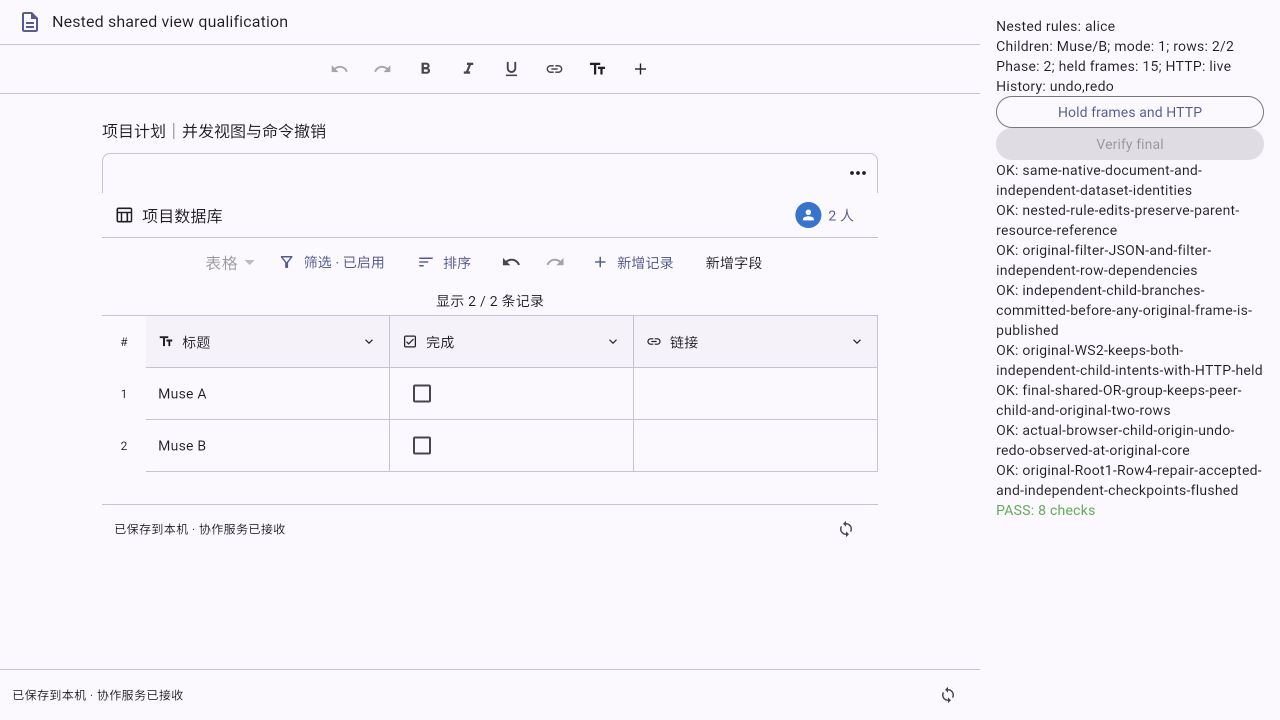 Nested shared view qualification
项目计划｜并发视图与命令撤销
项目数据库
2 人
表格
筛选 · 已启用
排序
新增记录
新增字段
显示 2 / 2 条记录
# 标题 完成 链接
1 Muse A
2 Muse B
已保存到本机 · 协作服务已接收
已保存到本机 · 协作服务已接收
Nested rules: alice
Children: Muse/B; mode: 1; rows: 2/2
Phase: 2; held frames: 15; HTTP: live
History: undo,redo
Hold frames and HTTP
Verify final
OK: same-native-document-and-
independent-dataset-identities
OK: nested-rule-edits-preserve-parent-
resource-reference
OK: original-filter-JSON-and-filter-
independent-row-dependencies
OK: independent-child-branches-
committed-before-any-original-frame-is-
published
OK: original-WS2-keeps-both-
independent-child-intents-with-HTTP-held
OK: final-shared-OR-group-keeps-peer-
child-and-original-two-rows
OK: actual-browser-child-origin-undo-
redo-observed-at-original-core
OK: original-Root1-Row4-repair-accepted-
and-independent-checkpoints-flushed
PASS: 8 checks